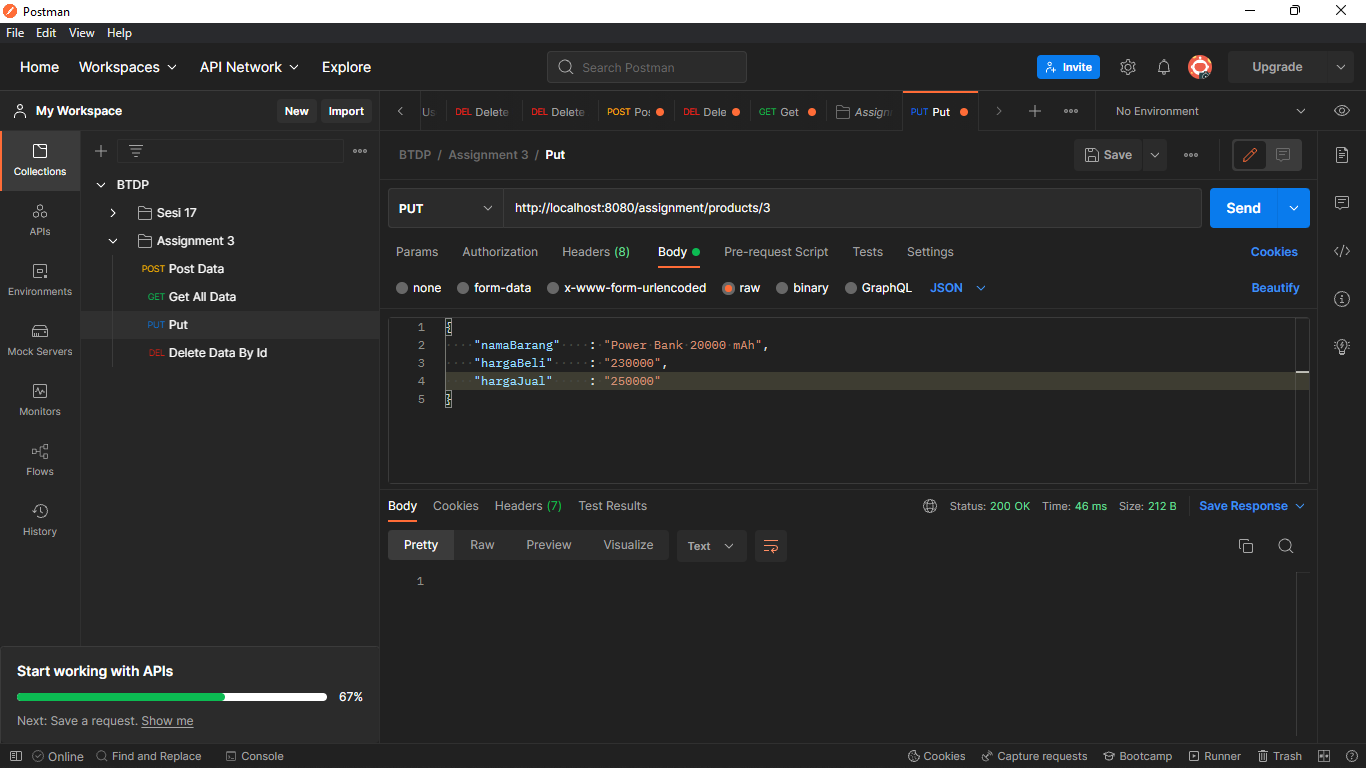 Postman
File Edit View Help
Home Workspaces API Network Explore Search Postman Invite Upgrade
My Workspace New Import
Us DEL Delete DEL Delete POST Po: DEL Dele GET Get Assign PUT Put No Environment
BTDP / Assignment 3 / Put Save
Collections
APIs
Environments
Mock Servers
Monitors
Flows
History
BTDP
Sesi 17
Assignment 3
POST Post Data
GET Get All Data
PUT Put
DEL Delete Data By Id
PUT http://localhost:8080/assignment/products/3 Send
Params Authorization Headers (8) Body Pre-request Script Tests Settings Cookies
none form-data x-www-form-urlencoded raw binary GraphQL JSON Beautify
1 {
2 "namaBarang" : "Power Bank 20000 mAh",
3 "hargaBeli" : "230000",
4 "hargaJual" : "250000"
5 }
Body Cookies Headers (7) Test Results Status: 200 OK Time: 46 ms Size: 212 B Save Response
Pretty Raw Preview Visualize Text
1
Start working with APIs
67%
Next: Save a request. Show me
Online Find and Replace Console Cookies Capture requests Bootcamp Runner Trash